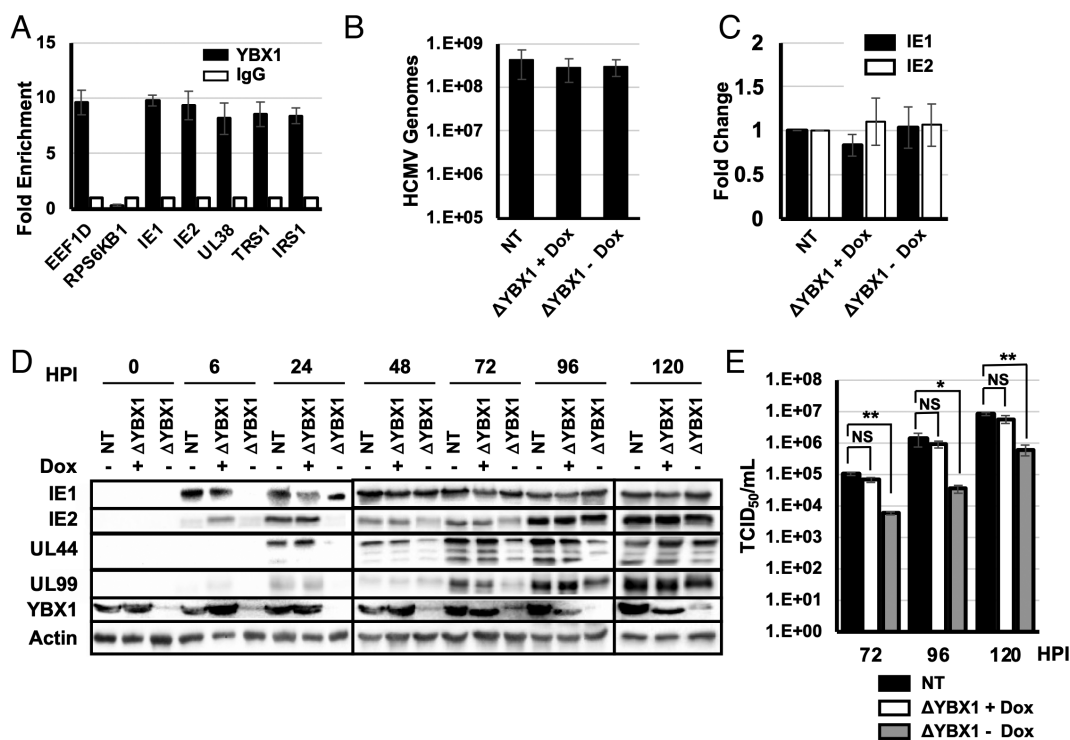 A
15
10
5
0
Fold Enrichment
YBX1
IgG
EEF1D
RPS6KB1
IE1
IE2
UL38
TRS1
IRS1
B
1.E+09
1.E+08
1.E+07
1.E+06
1.E+05
HCMV Genomes
NT
ΔYBX1 + Dox
ΔYBX1 - Dox
C
2
1.5
1
0.5
0
Fold Change
IE1
IE2
NT
ΔYBX1 + Dox
ΔYBX1 - Dox
D
HPI 0 6 24 48 72 96 120
NT ΔYBX1 ΔYBX1 NT ΔYBX1 ΔYBX1 NT ΔYBX1 ΔYBX1 NT ΔYBX1 ΔYBX1 NT ΔYBX1 ΔYBX1 NT ΔYBX1 ΔYBX1 NT ΔYBX1 ΔYBX1
Dox - + - - + - - + - - + - - + - - + - - + -
IE1
IE2
UL44
UL99
YBX1
Actin
E
1.E+08
1.E+07
1.E+06
1.E+05
1.E+04
1.E+03
1.E+02
1.E+01
1.E+00
TCID50/mL
**
NS
*
NS
**
NS
72 96 120 HPI
NT
ΔYBX1 + Dox
ΔYBX1 - Dox